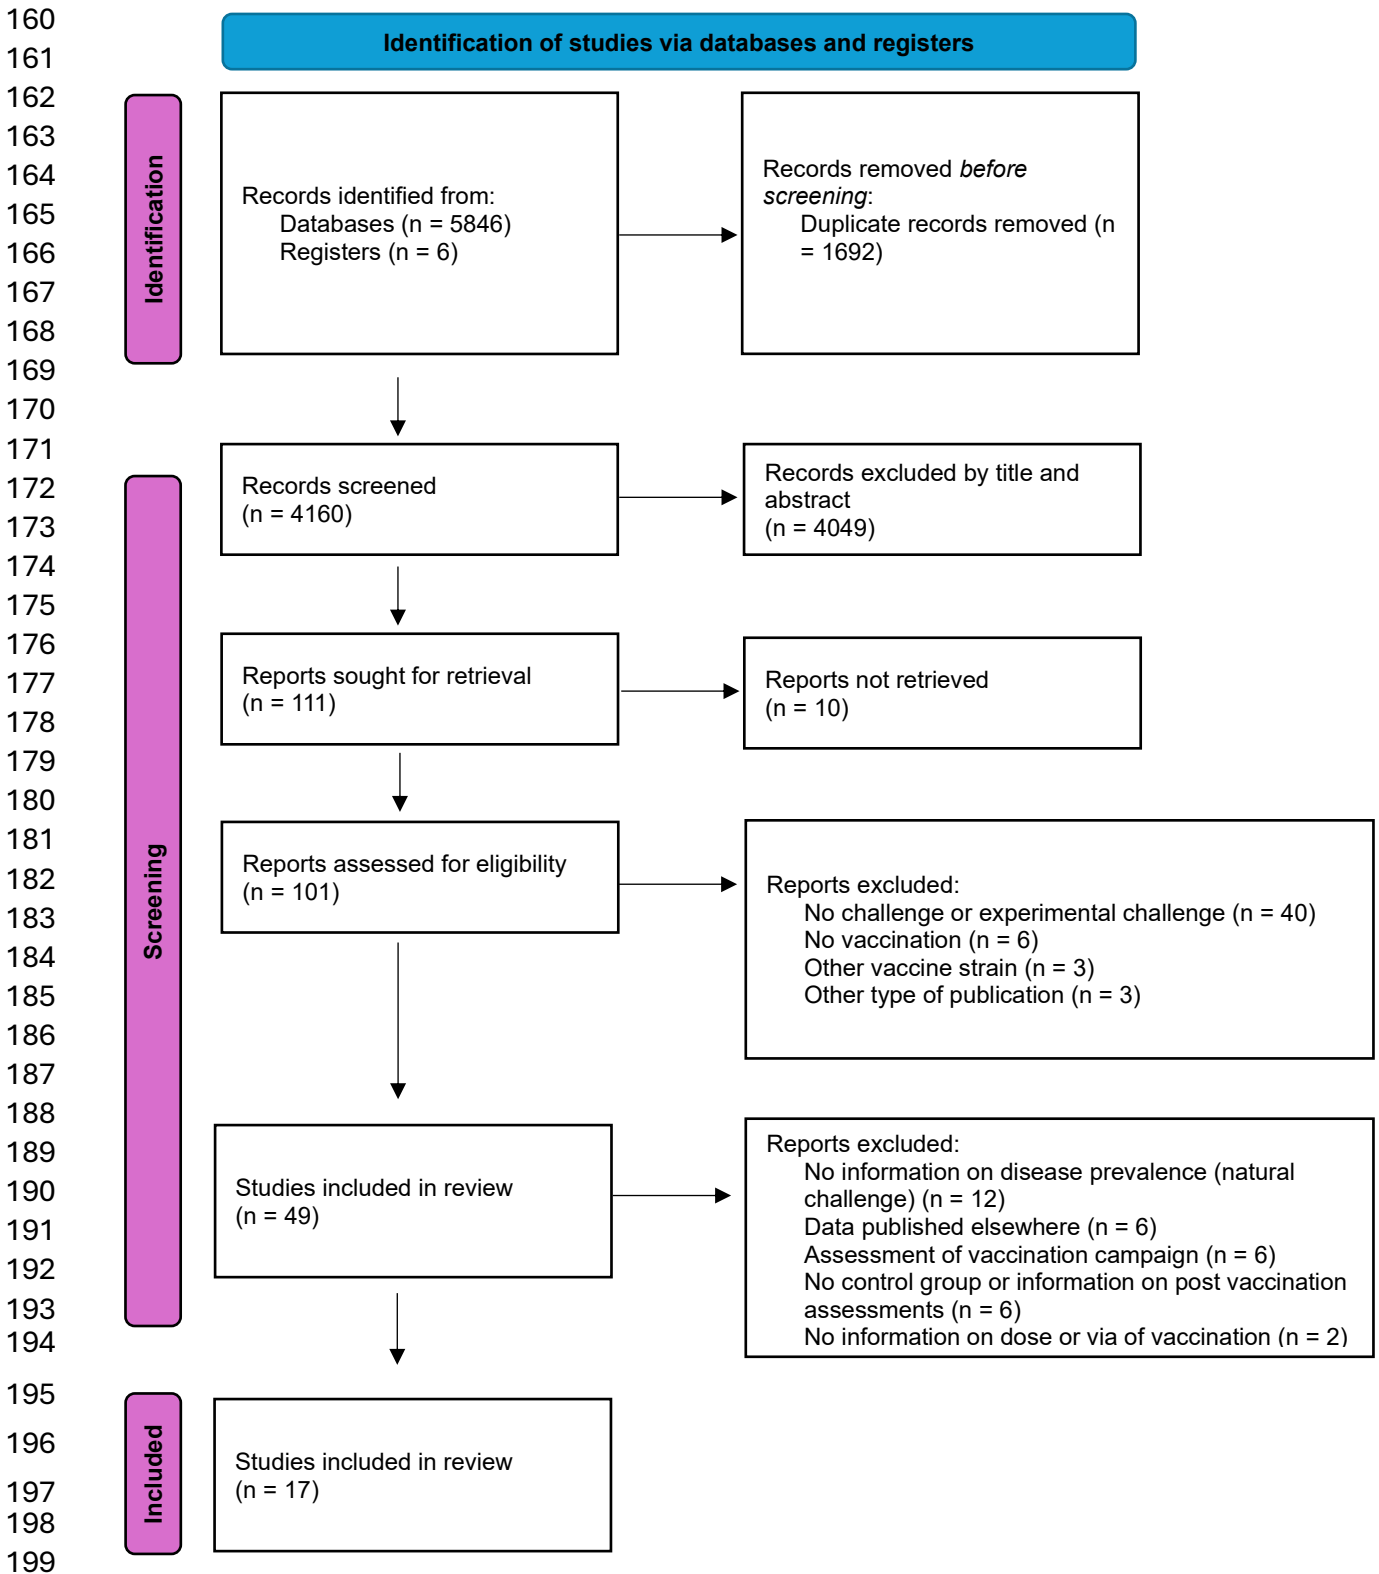 160
Identification of studies via databases and registers
161
162
163
164
165
166
167
168
169
Identification
Records identified from:
Databases (n = 5846)
Registers (n = 6)
Records removed before
screening:
Duplicate records removed (n
= 1692)
170
171
172
173
174
175
176
177
178
179
180
181
182
183
184
185
186
187
188
189
190
191
192
193
194
Screening
Records screened
(n = 4160)
Records excluded by title and
abstract
(n = 4049)
Reports sought for retrieval
(n = 111)
Reports not retrieved
(n = 10)
Reports assessed for eligibility
(n = 101)
Reports excluded:
No challenge or experimental challenge (n = 40)
No vaccination (n = 6)
Other vaccine strain (n = 3)
Other type of publication (n = 3)
Studies included in review
(n = 49)
Reports excluded:
No information on disease prevalence (natural
challenge) (n = 12)
Data published elsewhere (n = 6)
Assessment of vaccination campaign (n = 6)
No control group or information on post vaccination
assessments (n = 6)
No information on dose or via of vaccination (n = 2)
195
196
197
198
199
Included
Studies included in review
(n = 17)